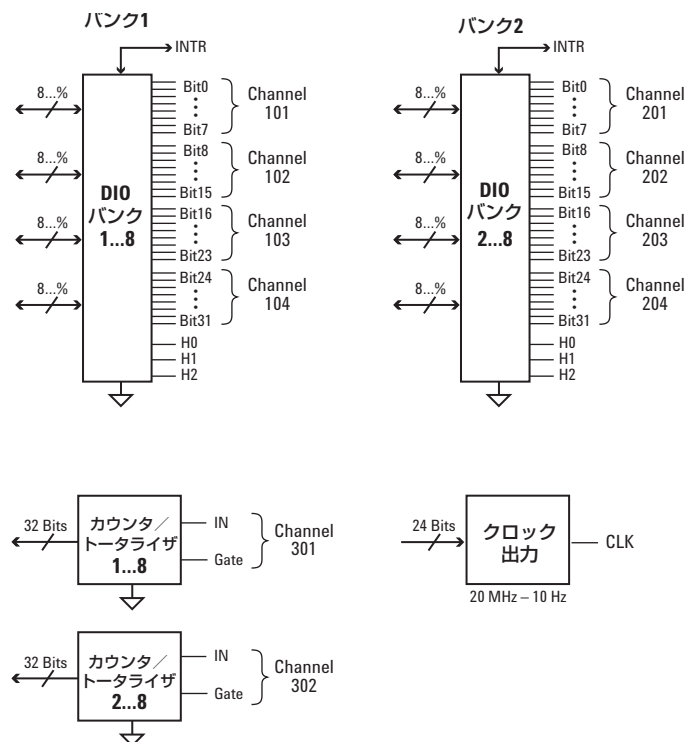 バンク1
INTR
8...%
8...%
8...%
8...%
DIO
バンク
1...8
Bit0
Bit7
Bit8
Bit15
Bit16
Bit23
Bit24
Bit31
H0
H1
H2
Channel
101
Channel
102
Channel
103
Channel
104
バンク2
INTR
8...%
8...%
8...%
8...%
DIO
バンク
2...8
Bit0
Bit7
Bit8
Bit15
Bit16
Bit23
Bit24
Bit31
H0
H1
H2
Channel
201
Channel
202
Channel
203
Channel
204
32 Bits
カウンタ／
トータライザ
1...8
IN
Gate
Channel
301
24 Bits
クロック
出力
CLK
20 MHz – 10 Hz
32 Bits
カウンタ／
トータライザ
2...8
IN
Gate
Channel
302